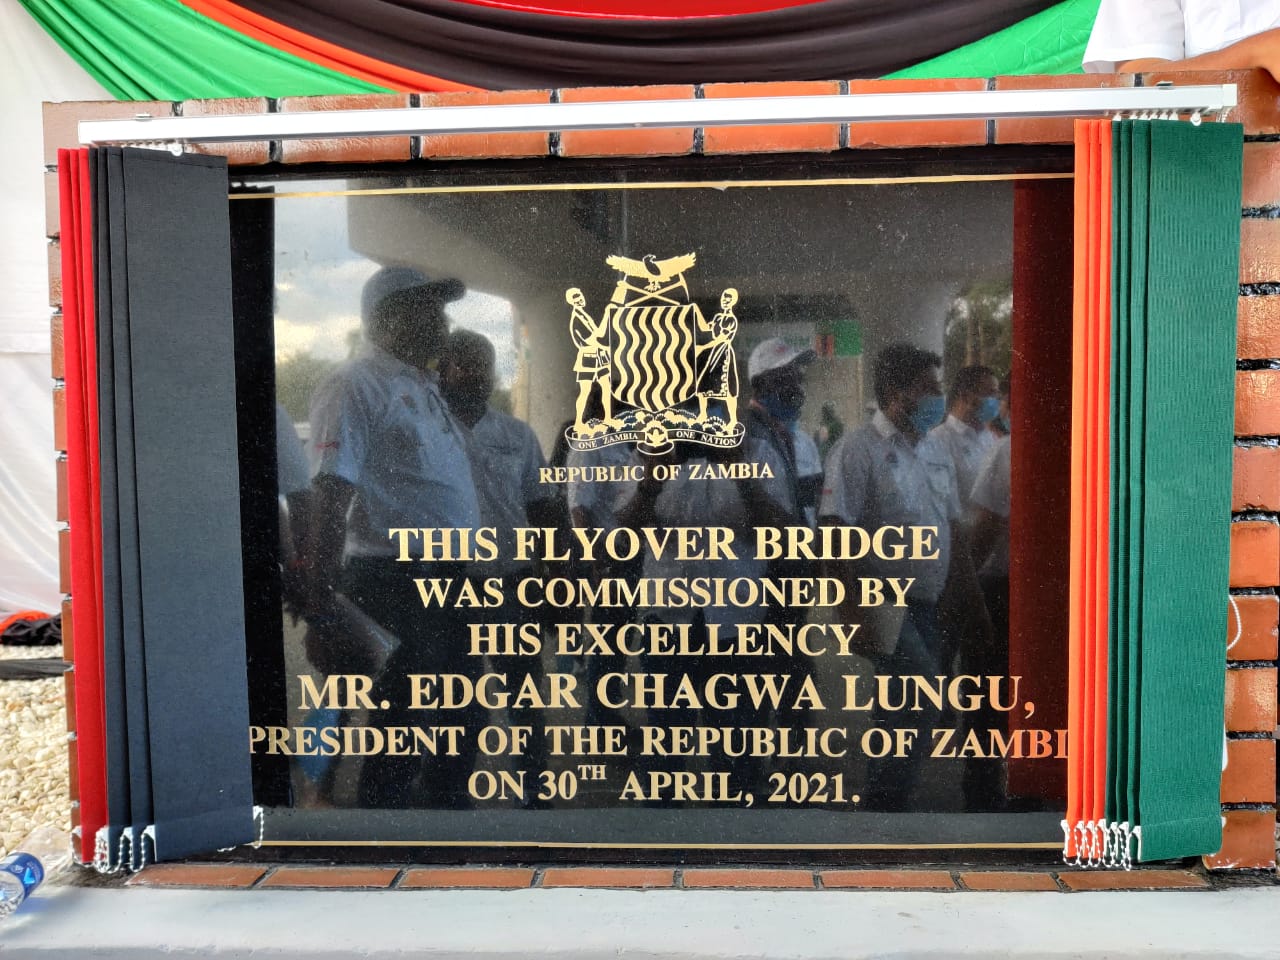 ONE ZAMBIA ONE NATION
REPUBLIC OF ZAMBIA
THIS FLYOVER BRIDGE
WAS COMMISSIONED BY
HIS EXCELLENCY
MR. EDGAR CHAGWA LUNGU,
PRESIDENT OF THE REPUBLIC OF ZAMBI
ON 30TH APRIL, 2021.